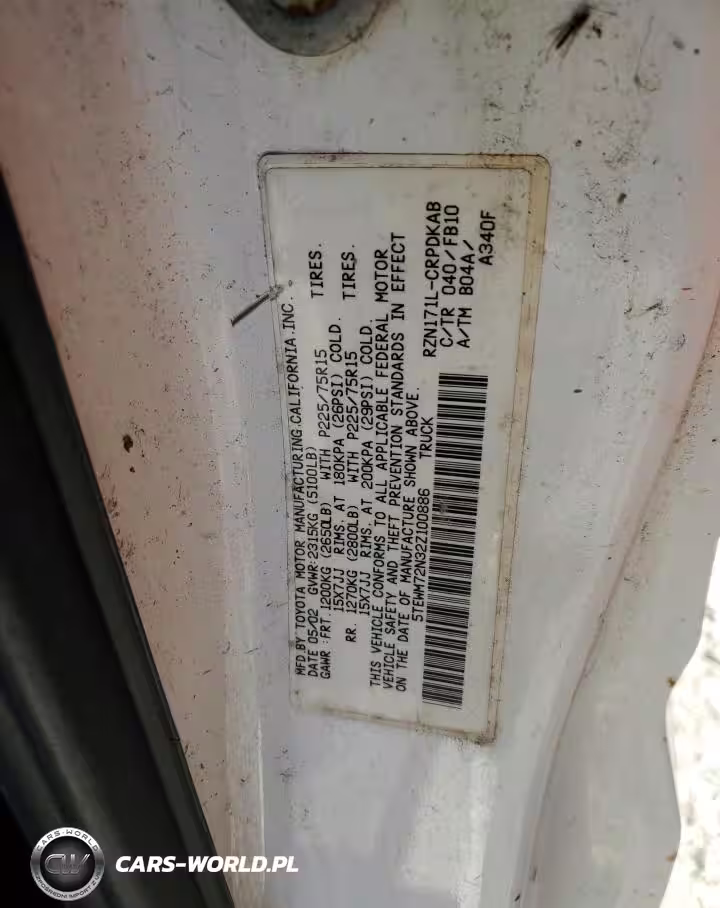 MFD BY TOYOTA MOTOR MANUFACTURING.CALIFORNIA.INC.
DATE 05/02 GVWR:2315KG (5100LB)
GAWR :FRT.1200KG (2650LB) WITH P225/75R15 TIRES.
15X7JJ RIMS. AT 180KPA (26PSI) COLD.
RR. 1270KG (2800LB) WITH P225/75R15 TIRES.
15X7JJ RIMS. AT 200KPA (29PSI) COLD.
THIS VEHICLE CONFORMS TO ALL APPLICABLE FEDERAL MOTOR
VEHICLE SAFETY AND THEFT PREVENTION STANDARDS IN EFFECT
ON THE DATE OF MANUFACTURE SHOWN ABOVE.
5TEWM72N32Z100886 TRUCK
RZN171L-CRPDKAB
C/TR 040/FB10
A/TM B04A/
A340F
CARS-WORLD
CW
CARS-WORLD.PL